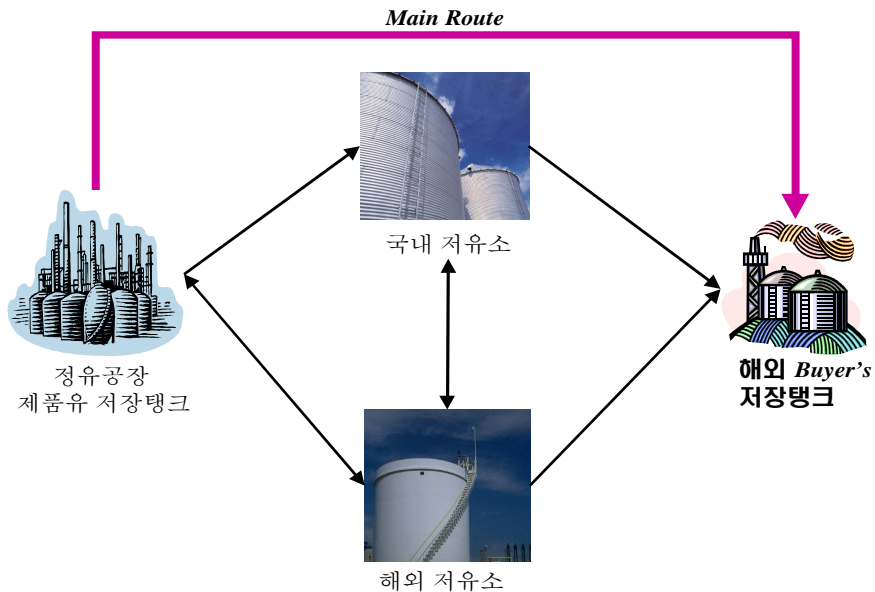 Main Route
국내 저유소
정유공장
제품유 저장탱크
해외 Buyer's
저장탱크
해외 저유소